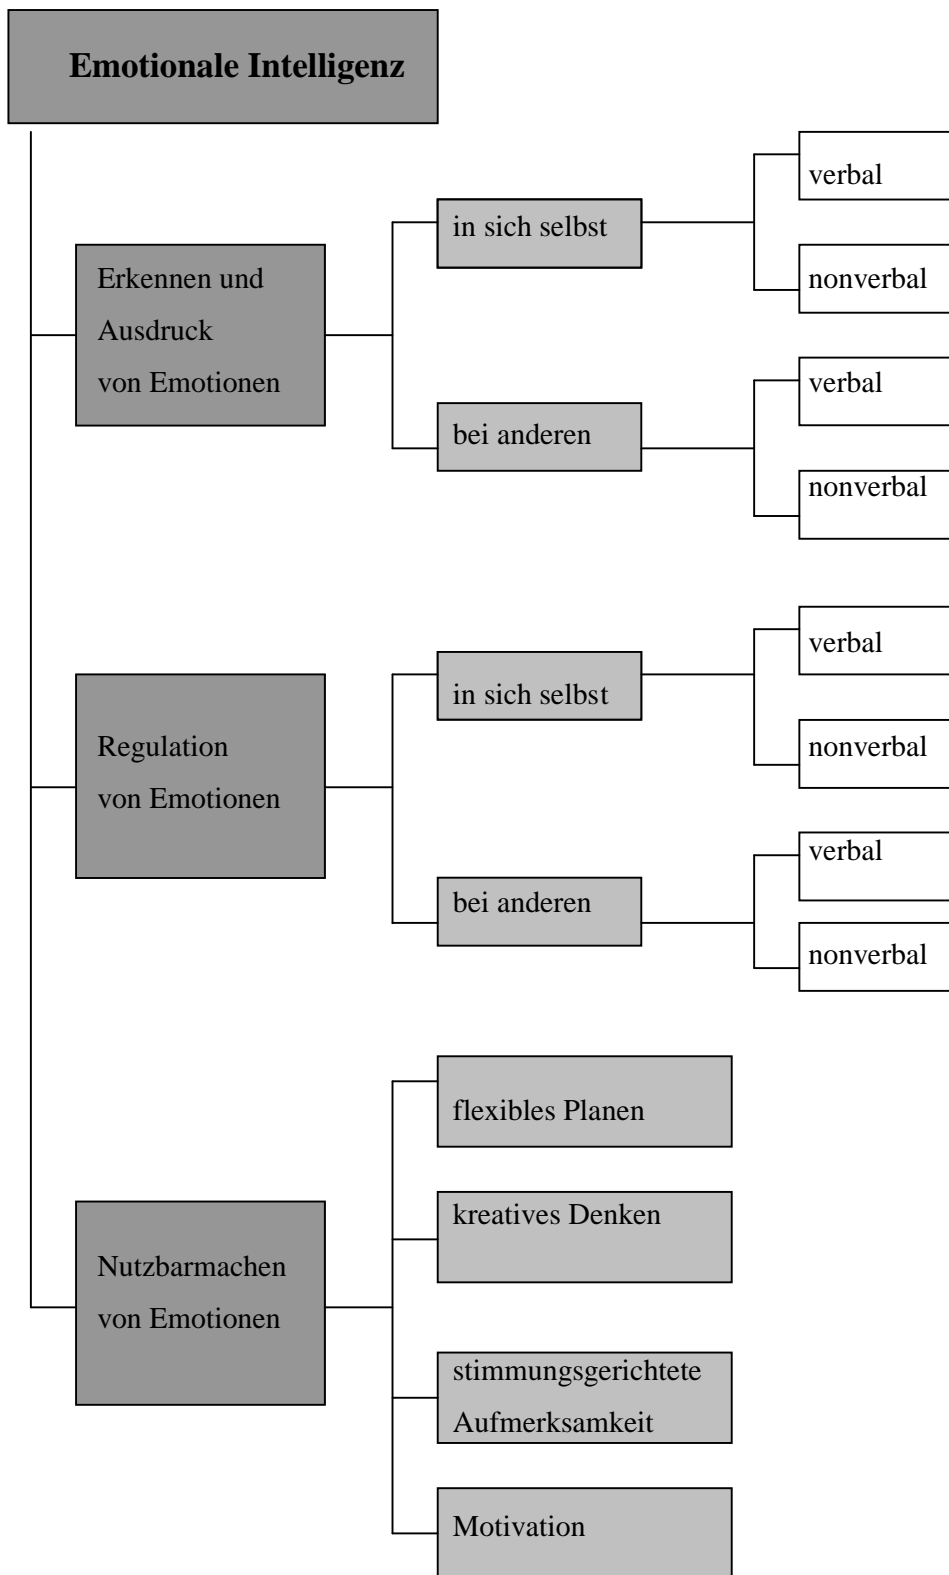 Emotionale Intelligenz
verbal
in sich selbst
Erkennen und
Ausdruck
von Emotionen
nonverbal
verbal
bei anderen
nonverbal
verbal
in sich selbst
Regulation
von Emotionen
nonverbal
verbal
bei anderen
nonverbal
flexibles Planen
kreatives Denken
Nutzbarmachen
von Emotionen
stimmungsgerichtete
Aufmerksamkeit
Motivation